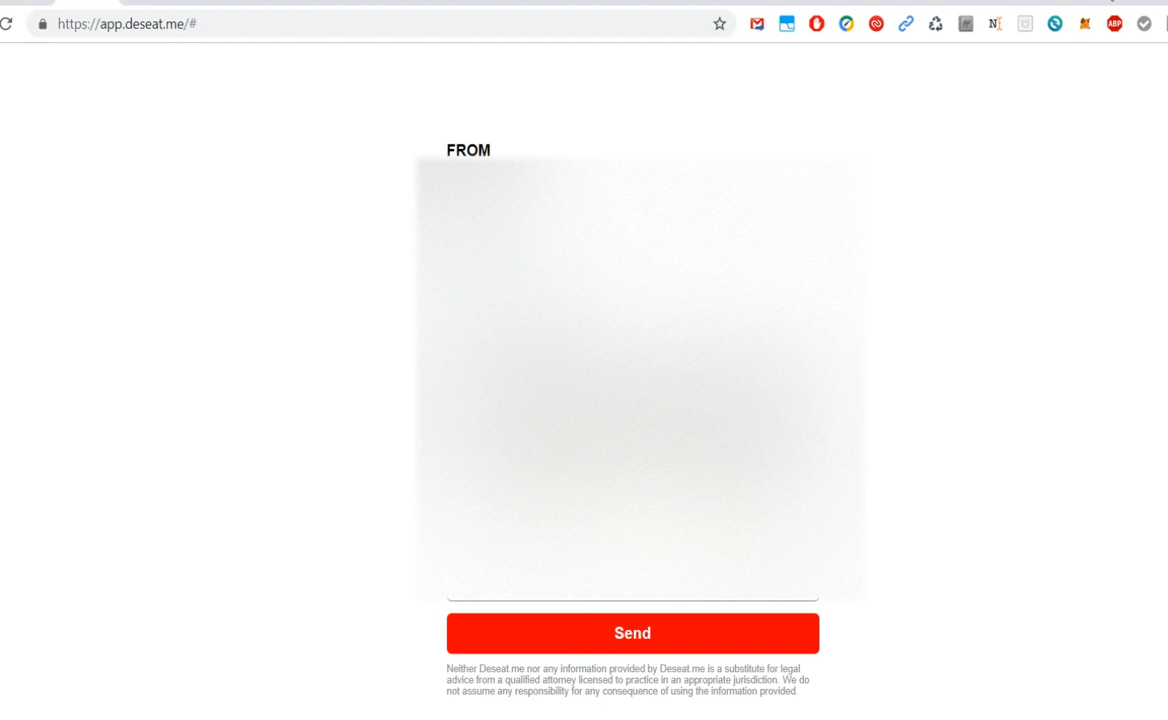 https://app.deseat.me/#
ABP
FROM
Send
Neither Deseat.me nor any information provided by Deseat.me is a substitute for legal
advice from a qualified attorney licensed to practice in an appropriate jurisdiction. We do
not assume any responsibility for any consequence of using the information provided.